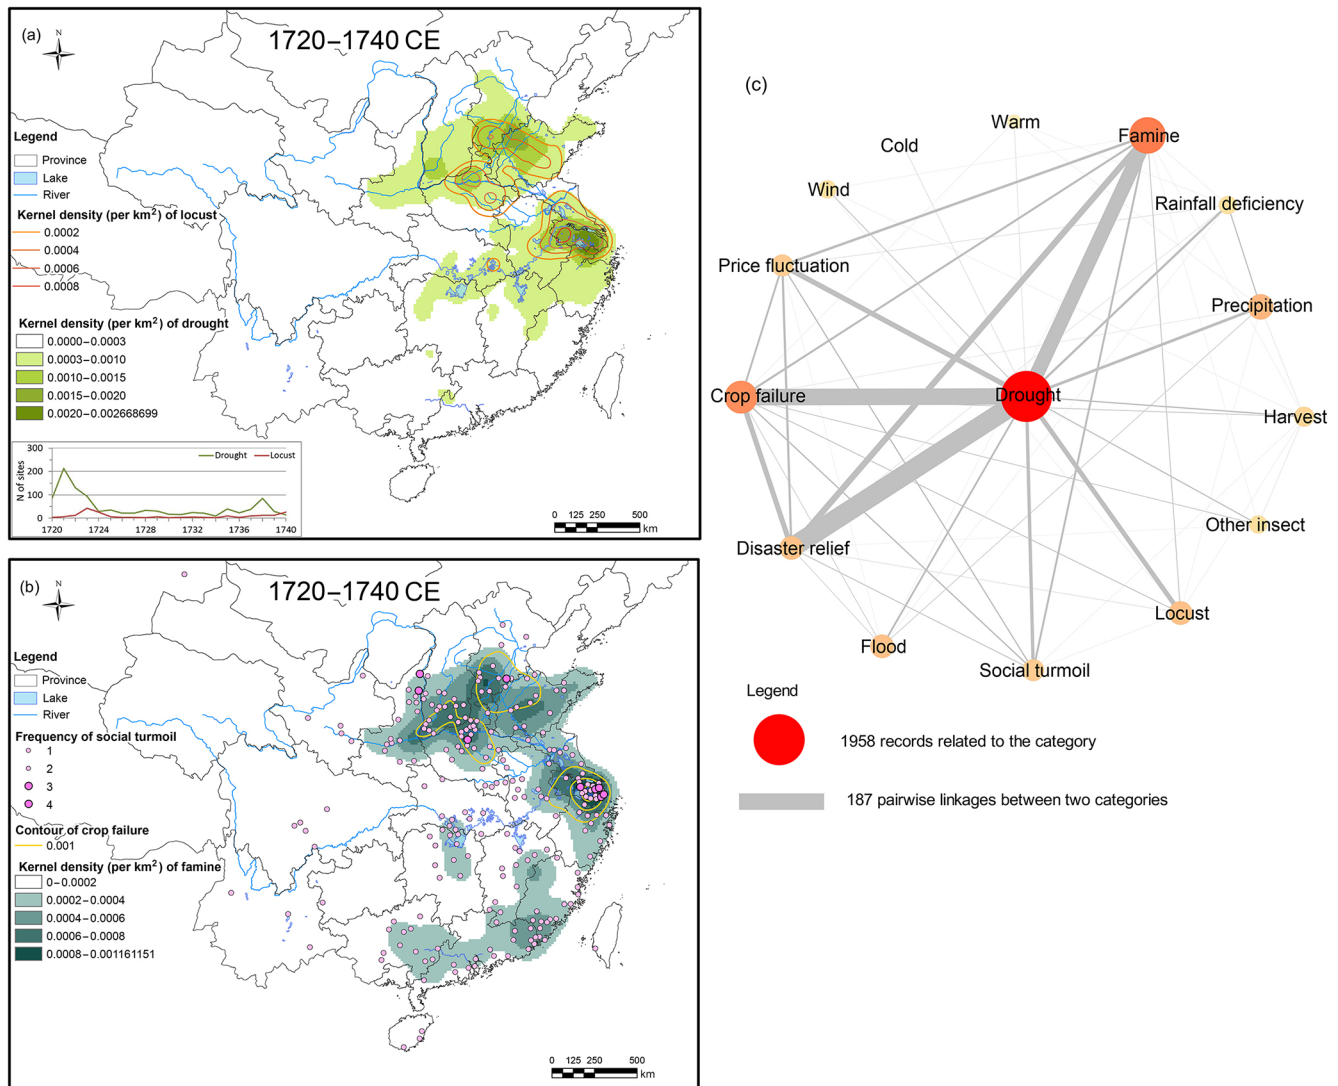 (a)
N
1720–1740 CE
Legend
Province
Lake
River
Kernel density (per km2) of locust
0.0002
0.0004
0.0006
0.0008
Kernel density (per km2) of drought
0.0000–0.0003
0.0003–0.0010
0.0010–0.0015
0.0015–0.0020
0.0020–0.002668699
N of sites
300
200
100
0
Drought
Locust
1720 1724 1728 1732 1736 1740
0 125 250 500
km
(b)
N
1720–1740 CE
Legend
Province
Lake
River
Frequency of social turmoil
1
2
3
4
Contour of crop failure
0.001
Kernel density (per km2) of famine
0–0.0002
0.0002–0.0004
0.0004–0.0006
0.0006–0.0008
0.0008–0.001161151
0 125 250 500
km
(c)
Warm
Famine
Cold
Wind
Rainfall deficiency
Price fluctuation
Precipitation
Crop failure
Drought
Harvest
Other insect
Disaster relief
Locust
Flood
Social turmoil
Legend
1958 records related to the category
187 pairwise linkages between two categories